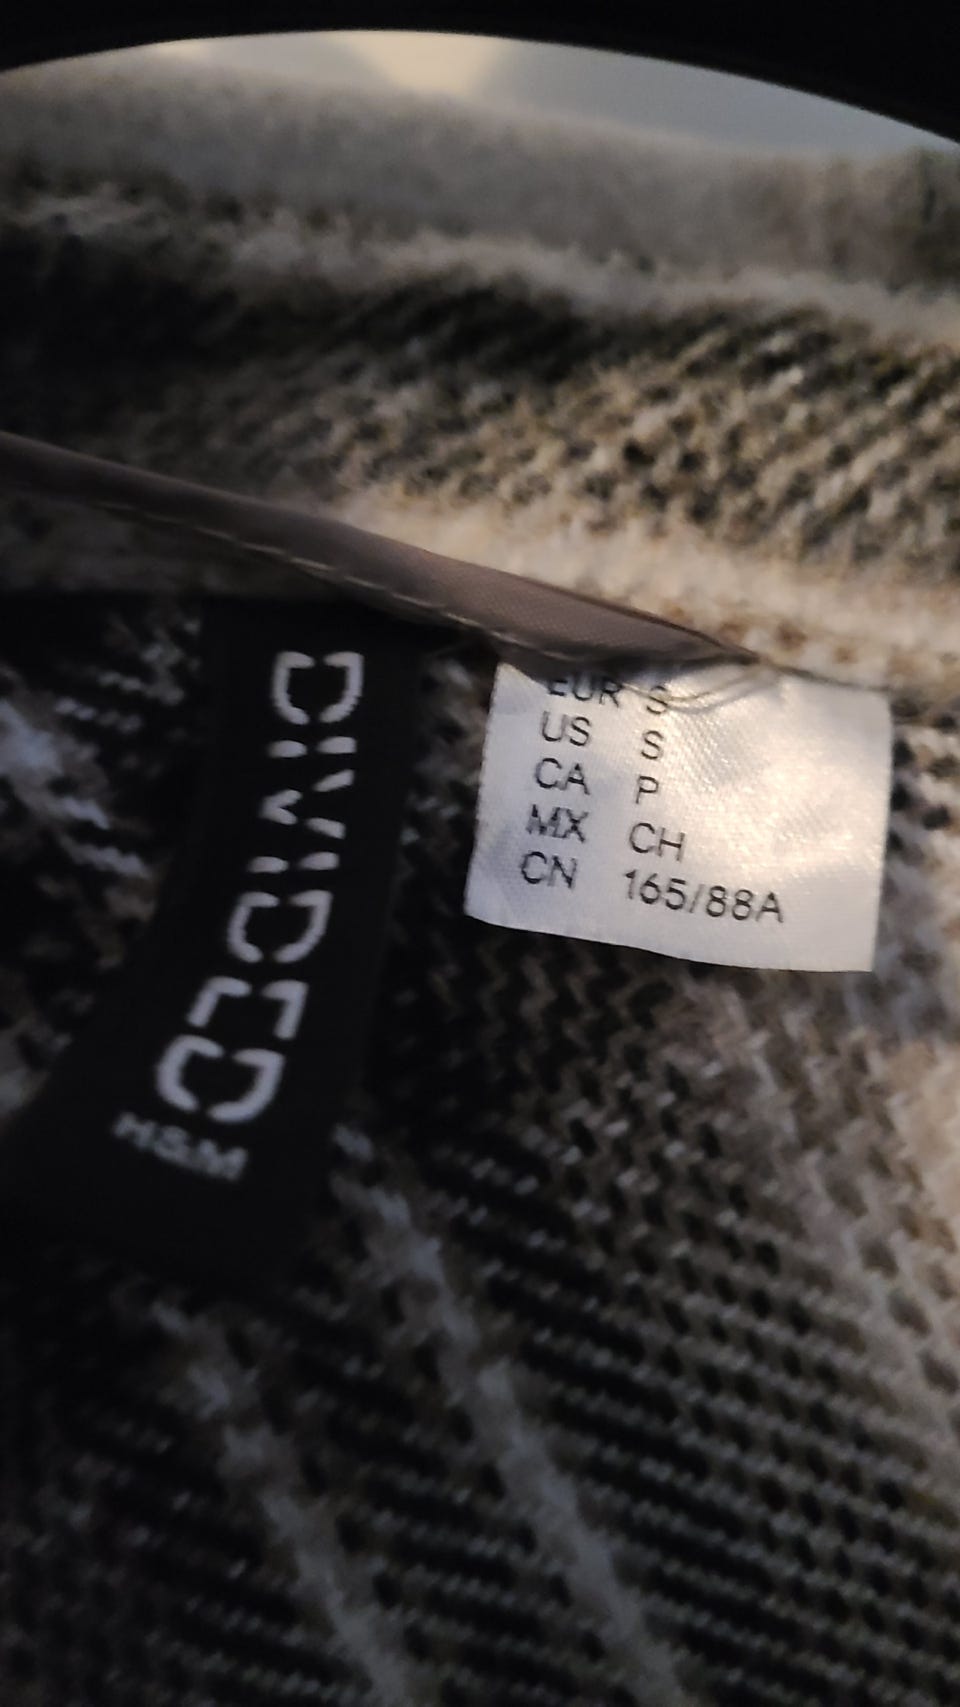 DIVIDED
H&M
EUR S
US S
CA P
MX CH
CN 165/88A